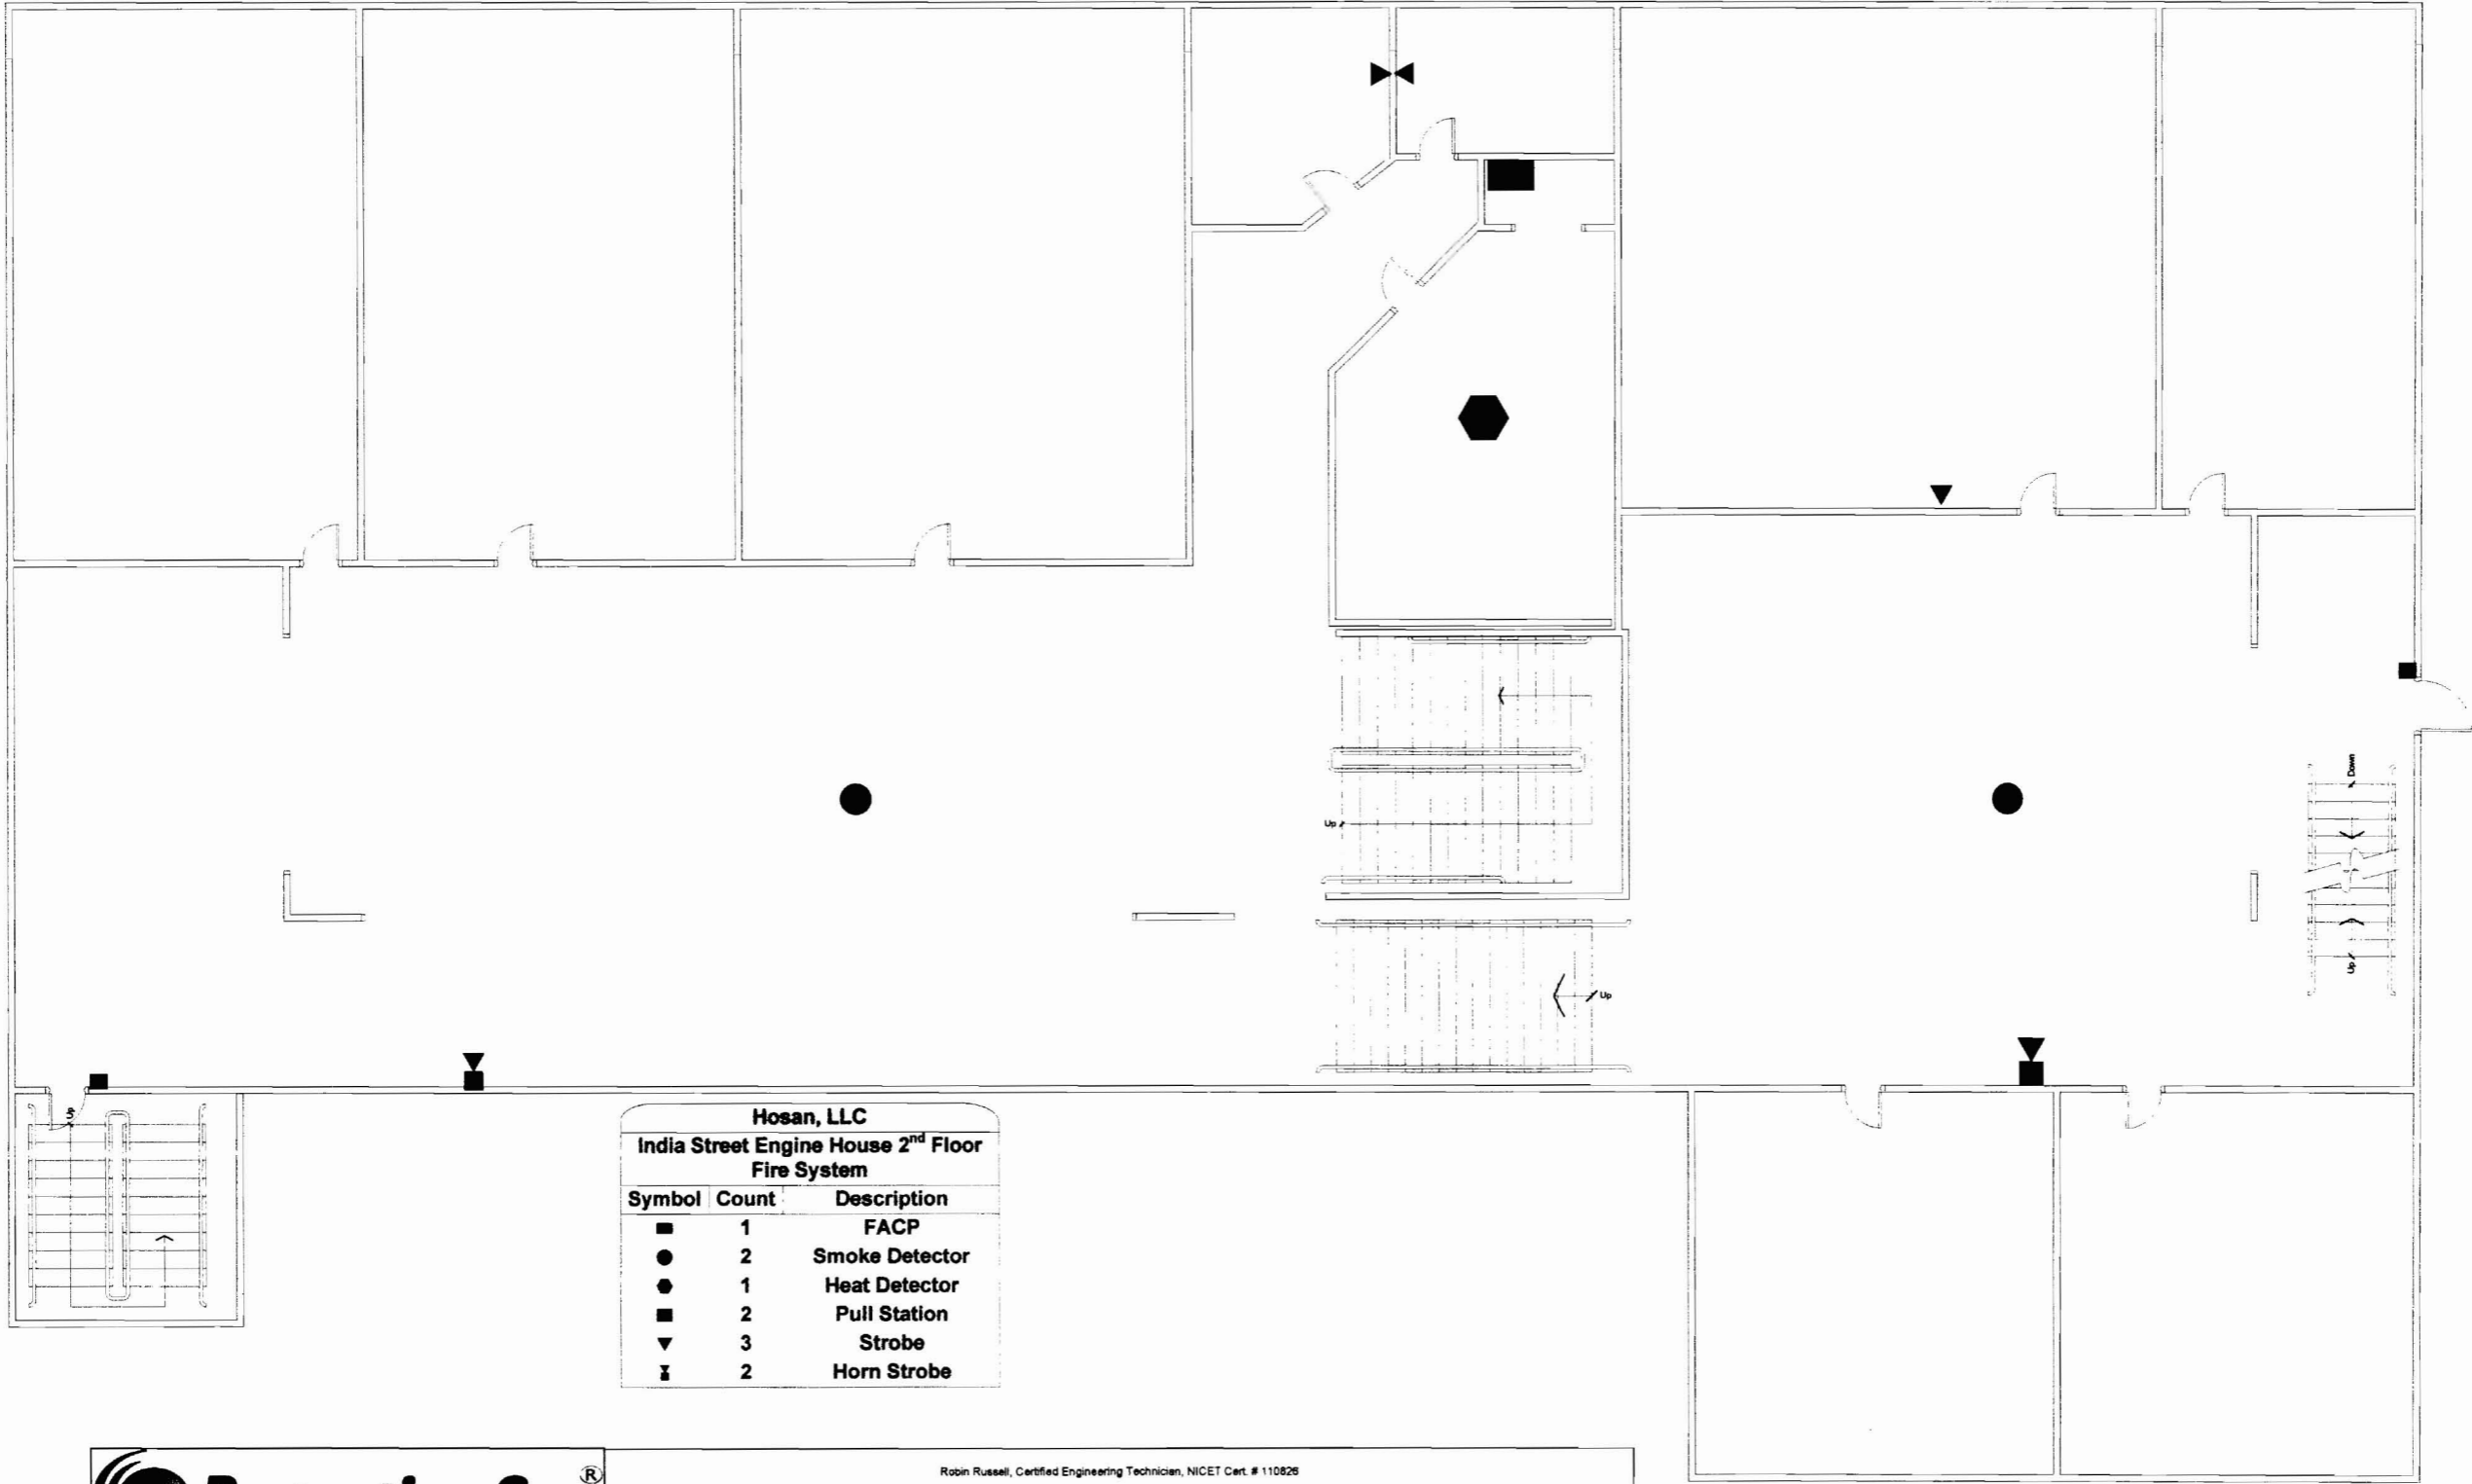 Down
Up
Up
Up
Up
Hosan, LLC
India Street Engine House 2nd Floor
Fire System
Symbol Count Description
1 FACP
2 Smoke Detector
1 Heat Detector
2 Pull Station
3 Strobe
2 Horn Strobe
®
Robin Russell, Certified Engineering Technician, NICET Cert. # 110826